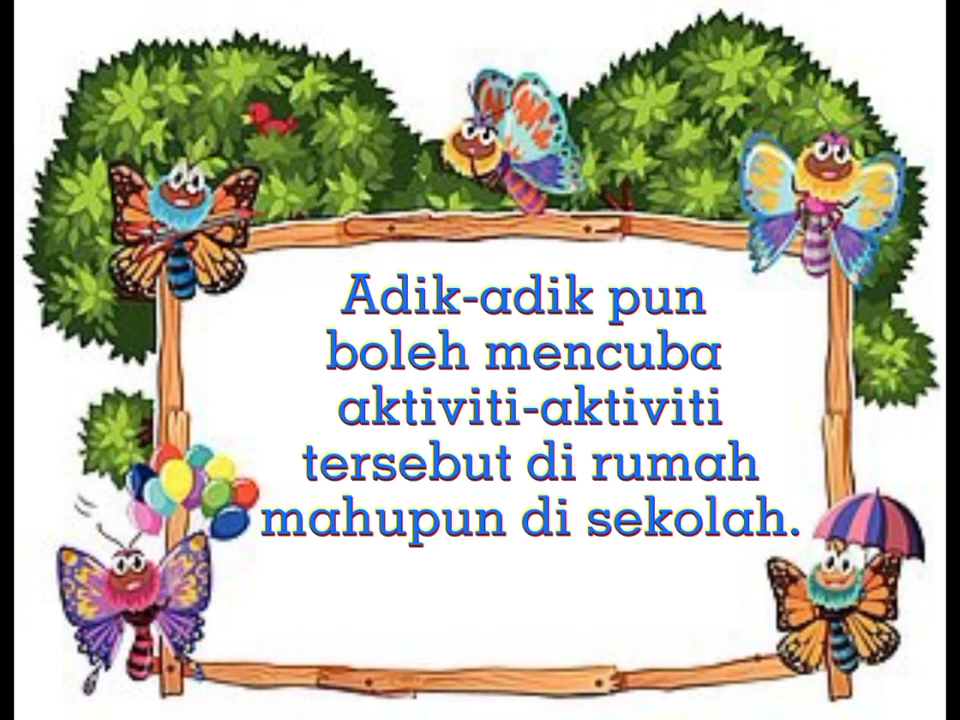 Adik-adik pun
boleh mencuba
aktiviti-aktiviti
tersebut di rumah
mahupun di sekolah.